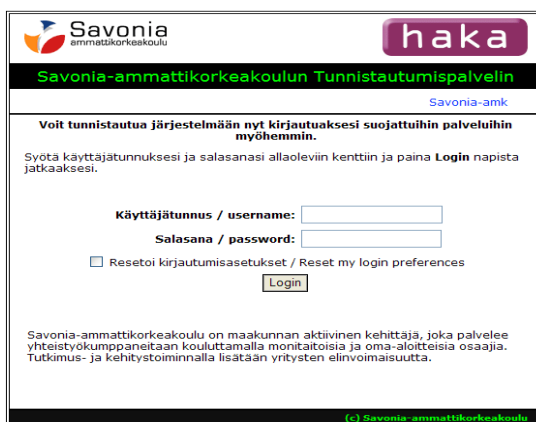 Savonia
ammattikorkeakoulu
haka
Savonia-ammattikorkeakoulun Tunnistautumispalvelin
Savonia-amk
Voit tunnistautua järjestelmään nyt kirjautuaksesi suojattuihin palveluihin
myöhemmin.
Syötä käyttäjätunnuksesi ja salasanasi allaoleviin kenttiin ja paina Login napista
jatkaaksesi.
Käyttäjätunnus / username:
Salasana / password:
Resetoi kirjautumisasetukset / Reset my login preferences
Login
Savonia-ammattikorkeakoulu on maakunnan aktiivinen kehittäjä, joka palvelee
yhteistyökumppaneitaan kouluttamalla monitaitoisia ja oma-aloitteisia osaajia.
Tutkimus- ja kehitystoiminnalla lisätään yritysten elinvoimaisuutta.
(c) Savonia-ammattikorkeakoulu